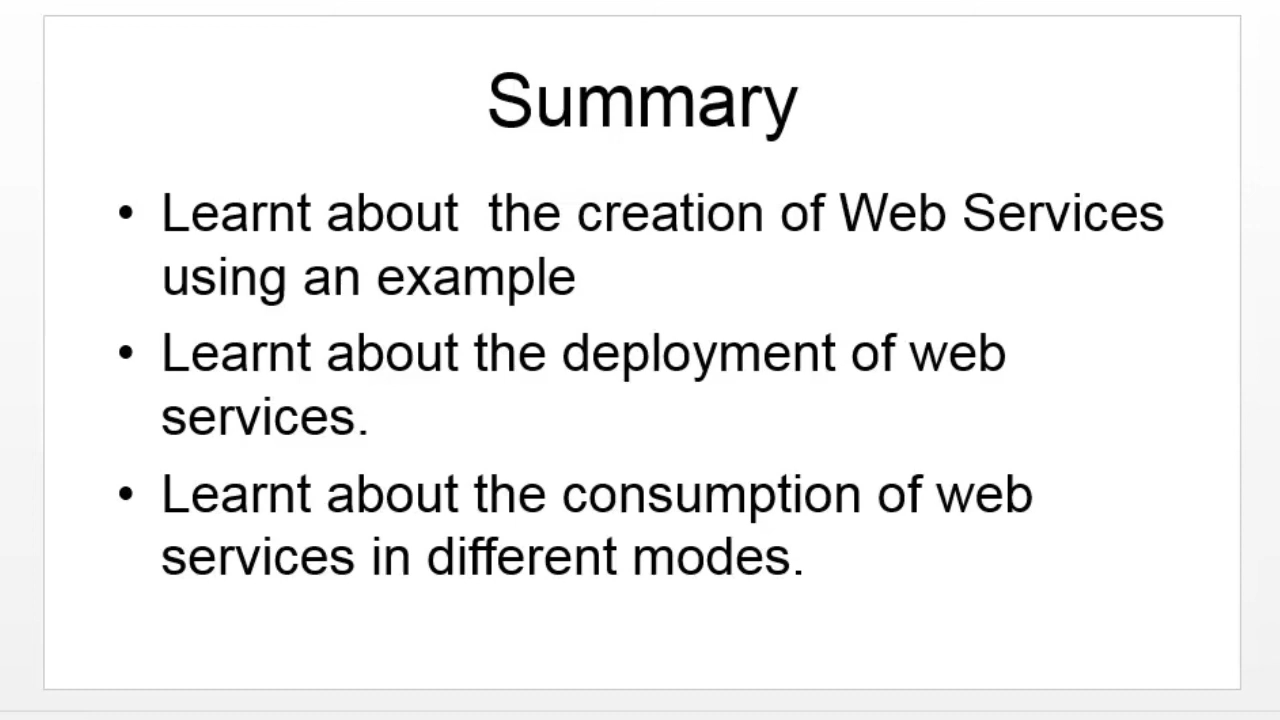 Summary
• Learnt about  the creation of Web Services
using an example
• Learnt about the deployment of web
services.
• Learnt about the consumption of web
services in different modes.